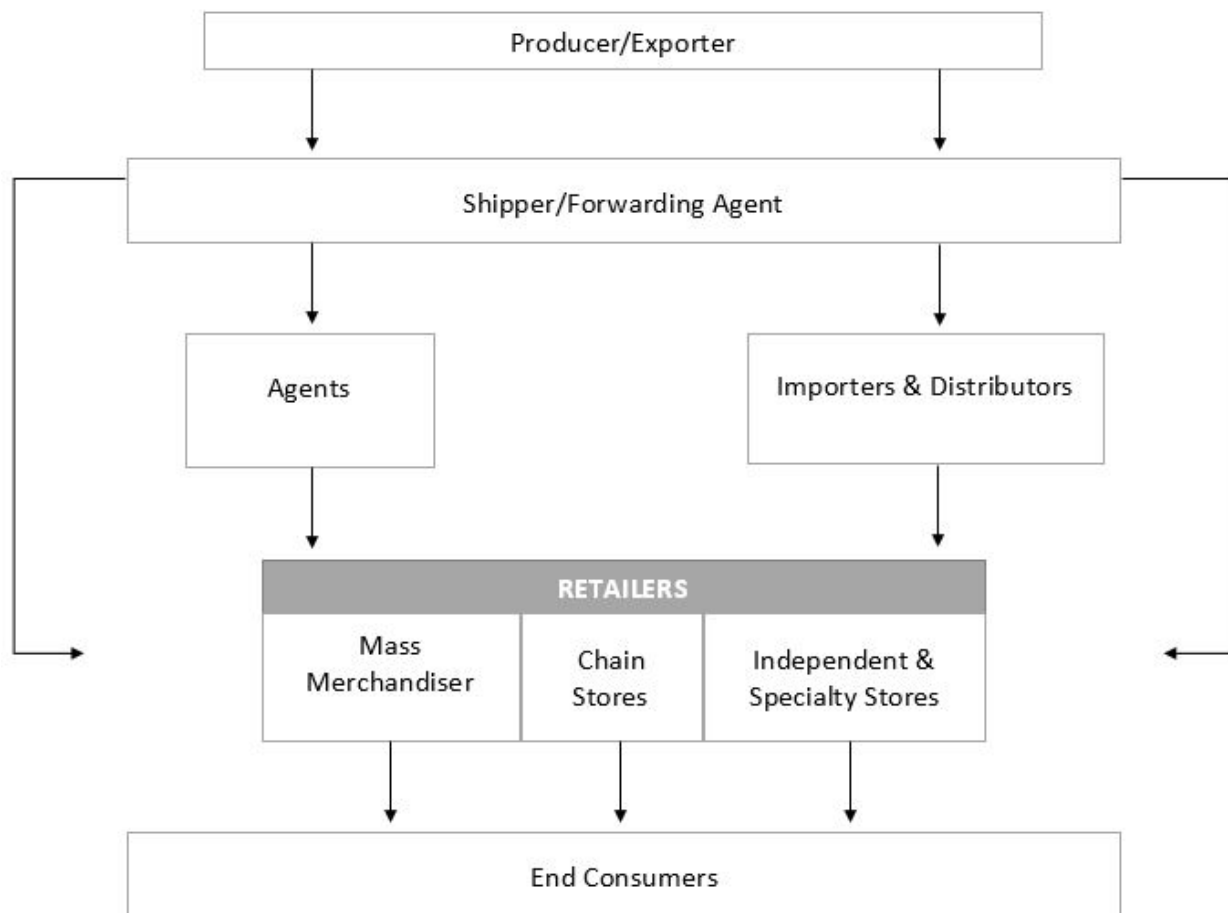 Producer/Exporter
Shipper/Forwarding Agent
Agents
Importers & Distributors
RETAILERS
Mass
Merchandiser
Chain
Stores
Independent &
Specialty Stores
End Consumers